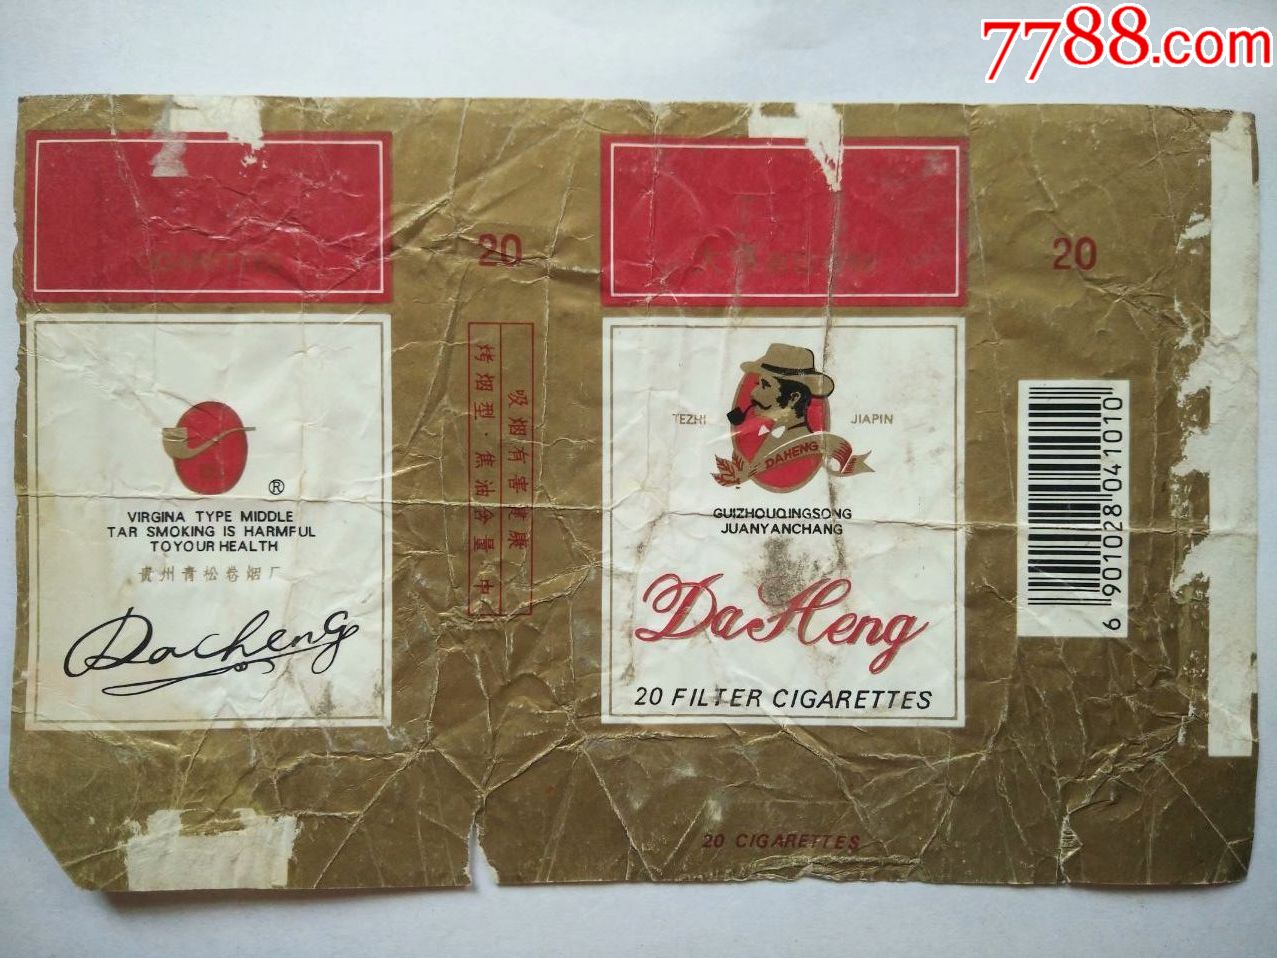 7788.com
CIGARETTES
20
20
®
VIRGINA TYPE MIDDLE
TAR SMOKING IS HARMFUL
TOYOUR HEALTH
贵州青松卷烟厂
Dacheng
吸烟有害健康
烤烟型·焦油含量中
TEZHI JIAPIN
DAHENG
GUIZHOUQINGSONG
JUANYANCHANG
DaHeng
20 FILTER CIGARETTES
6 901028 041010
20 CIGARETTES